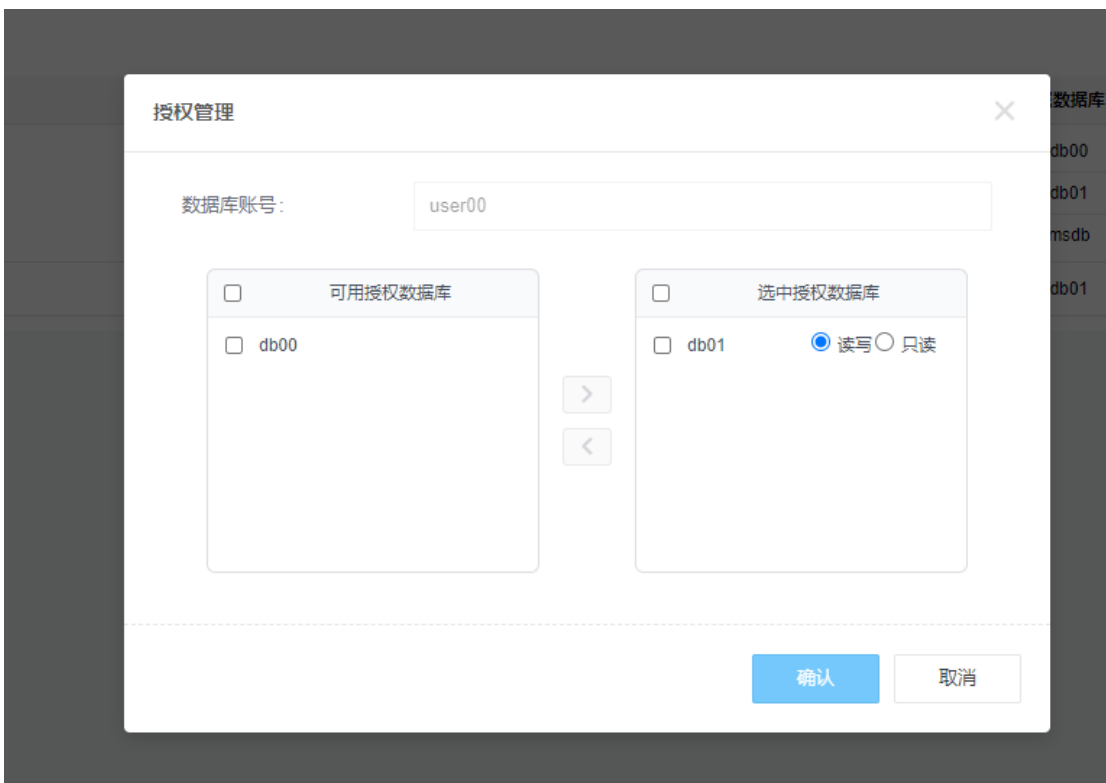 授权管理
数据库
数据库账号:
user00
db00
db01
msdb
db01
可用授权数据库
选中授权数据库
db00
db01
读写
只读
确认
取消